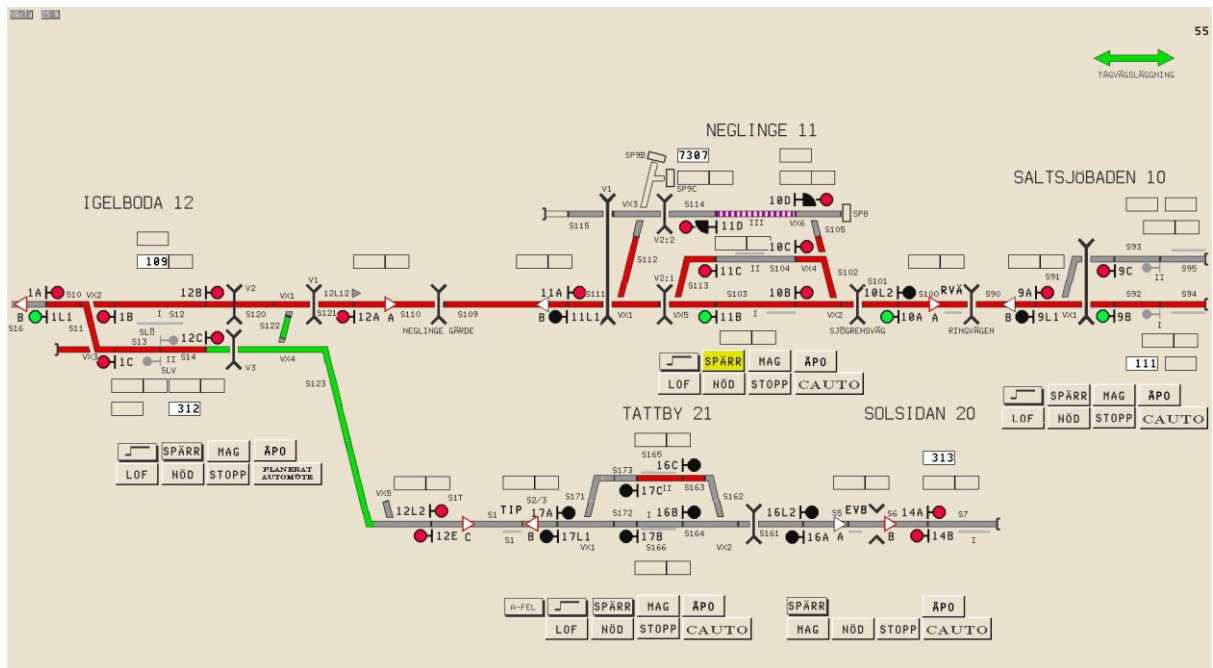 55
TÅGVÄGSLÄGGNING
NEGLINGE 11
SP9B 7307
SP9C
SALTSJÖBADEN 10
IGELBODA 12
V1 VX3 S114 10D
S115 V2:2 11D III VX6 S105 SP8
S112 10C
S93
109
11C II S104 VX4 S102
S91 9C II S95
V2:1 S113
1A S10 VX2 12B V2 VX1 V1 12L12 11A S111 S103 10B S101 10L2 S100 RVÄ S90 9A S92 S94
B 1L1 1B I S12 S120 S121 12A A S110 NEGLINGE GÄRDE S109 B 11L1 VX1 VX5 11B I VX2 SJÖGRENSVÄG 10A A RINGVÄGEN B 9L1 VX1 9B I
S16 S11 SLÖ S122
S13 12C
VX3 1C II S14 V3 VX4
SLV
S123
312
111
SPÄRR MAG ÅPO
LOF NÖD STOPP CAUTO
SPÄRR MAG ÅPO
LOF NÖD STOPP CAUTO
TATTBY 21
SOLSIDAN 20
SPÄRR MAG ÅPO
LOF NÖD STOPP PLANERAT
AUTOMÖTE
S165
313
S173 16C
17C II S163
VX5 S171 S162
12L2 S1T S1 TIP S2/3 17A S172 16B 16L2 S5 EVB S6 14A S7
12E C S1 B 17L1 17B I S164 S161 16A A B 14B I
VX1 S166 VX2
A-FEL SPÄRR MAG ÅPO
LOF NÖD STOPP CAUTO
SPÄRR ÅPO
MAG NÖD STOPP CAUTO